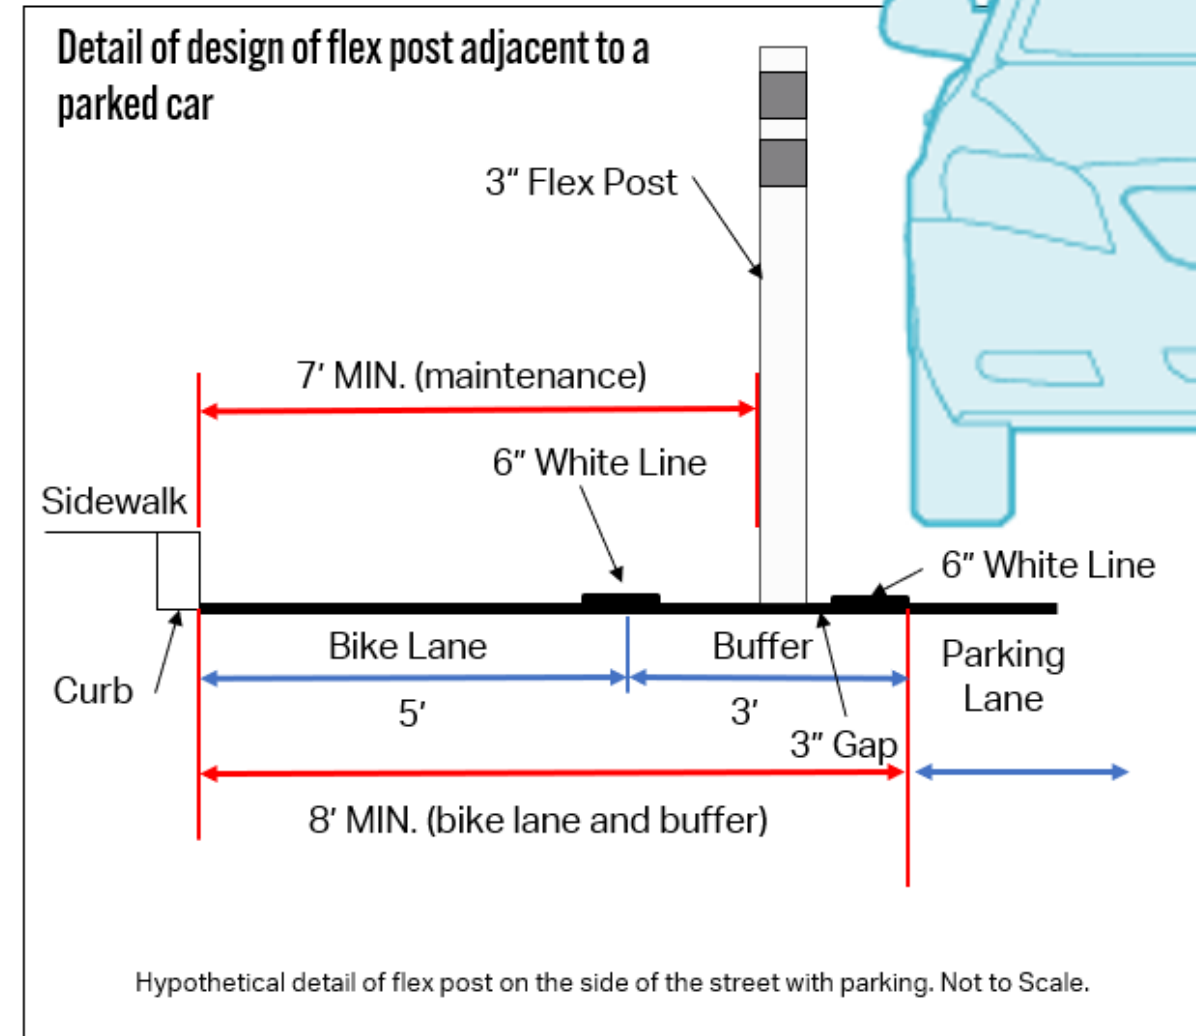 Detail of design of flex post adjacent to a
parked car
3“ Flex Post
7’ MIN. (maintenance)
6” White Line
Sidewalk
6” White Line
Bike Lane
Buffer
Parking
Lane
Curb
5’
3’
3” Gap
8’ MIN. (bike lane and buffer)
Hypothetical detail of flex post on the side of the street with parking. Not to Scale.